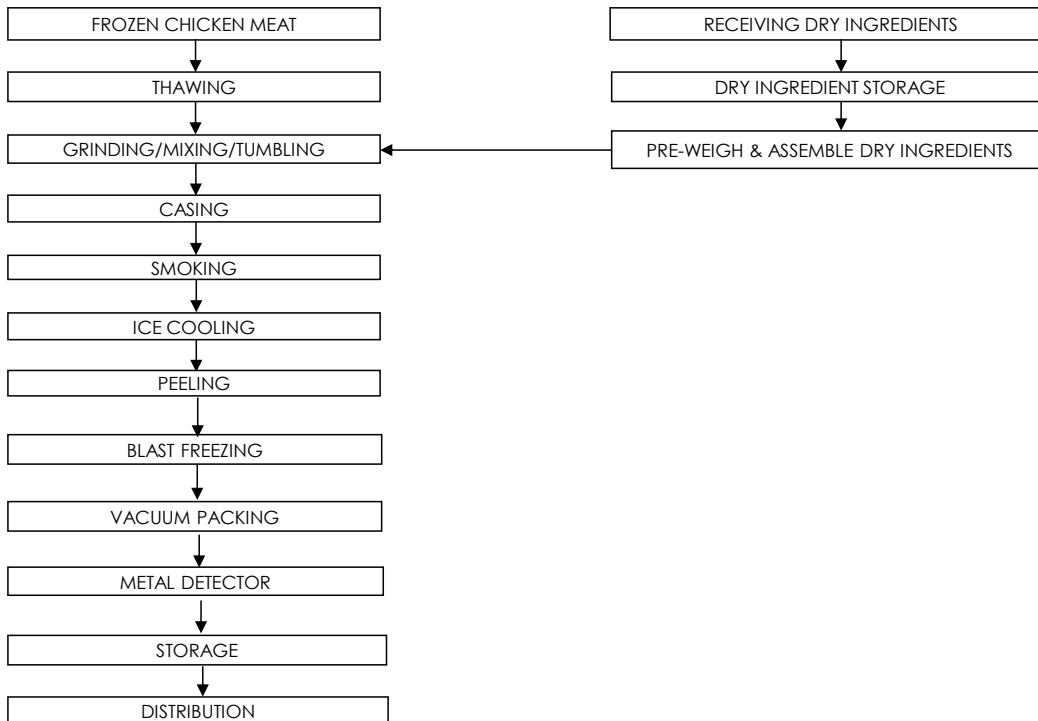 FROZEN CHICKEN MEAT
THAWING
GRINDING/MIXING/TUMBLING
CASING
SMOKING
ICE COOLING
PEELING
BLAST FREEZING
VACUUM PACKING
METAL DETECTOR
STORAGE
DISTRIBUTION
RECEIVING DRY INGREDIENTS
DRY INGREDIENT STORAGE
PRE-WEIGH & ASSEMBLE DRY INGREDIENTS